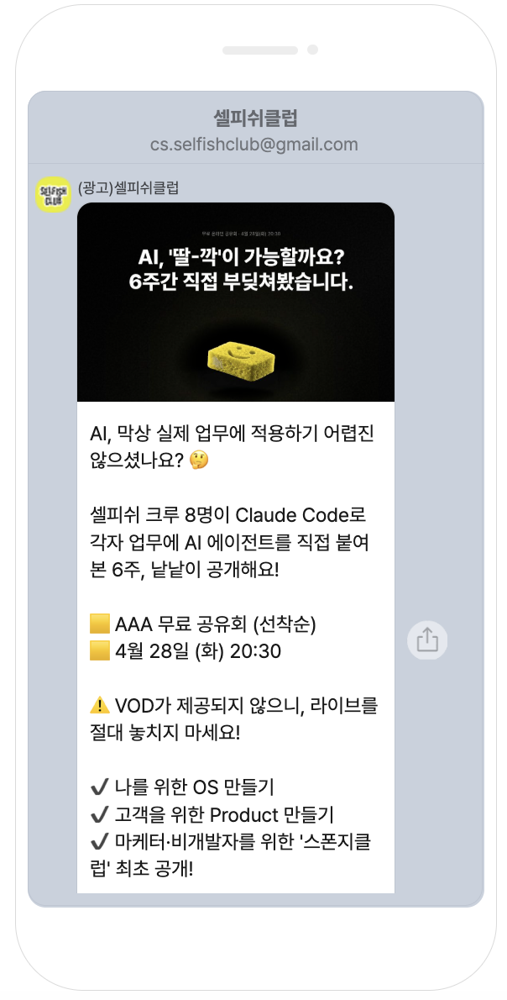 셀피쉬클럽
cs.selfishclub@gmail.com
SELFISH
CLUB
(광고)셀피쉬클럽
무료 온라인 공유회 · 4월 28일(화) 20:30
AI, '딸-깍'이 가능할까요?
6주간 직접 부딪쳐봤습니다.
AI, 막상 실제 업무에 적용하기 어렵진
않으셨나요? 🤔
셀피쉬 크루 8명이 Claude Code로
각자 업무에 AI 에이전트를 직접 붙여
본 6주, 낱낱이 공개해요!
🟨 AAA 무료 공유회 (선착순)
🟨 4월 28일 (화) 20:30
⚠️ VOD가 제공되지 않으니, 라이브를
절대 놓치지 마세요!
✔️ 나를 위한 OS 만들기
✔️ 고객을 위한 Product 만들기
✔️ 마케터·비개발자를 위한 '스폰지클
럽' 최초 공개!